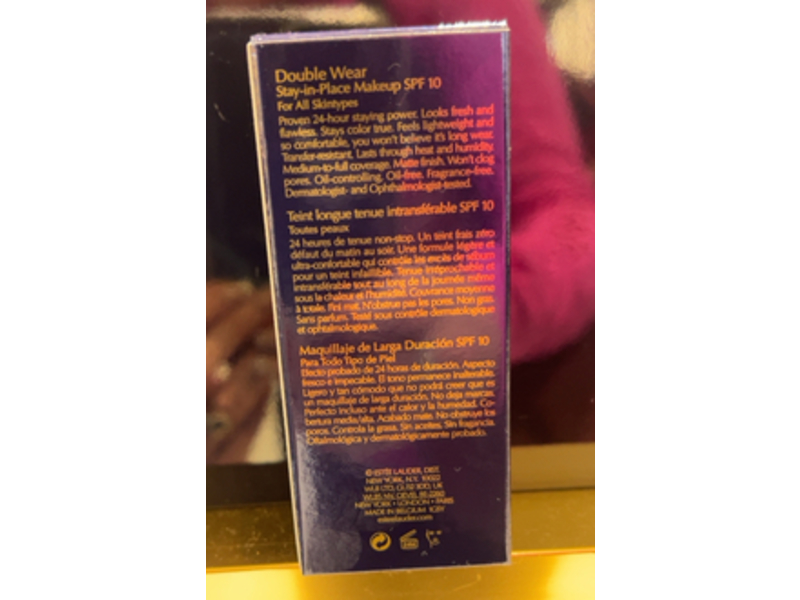 Double Wear
Stay-in-Place Makeup SPF 10
For All Skintypes
Proven 24-hour staying power. Looks fresh and
flawless. Stays color true. Feels lightweight and
so comfortable, you won't believe it's long wear.
Transfer-resistant. Lasts through heat and humidity.
Medium-to-full coverage. Matte finish. Won't clog
pores. Oil-controlling. Oil-free. Fragrance-free.
Dermatologist- and Ophthalmologist-tested.
Teint longue tenue intransférable SPF 10
Toutes peaux
24 heures de tenue non-stop. Un teint frais zéro
défaut du matin au soir. Une formule légère et
ultra-confortable qui contrôle les excès de sébum
pour un teint infaillible. Tenue irréprochable et
intransférable tout au long de la journée même
sous la chaleur et l'humidité. Couvrance moyenne
à totale. Fini mat. N'obstrue pas les pores. Non gras.
Sans parfum. Testé sous contrôle dermatologique
et ophtalmologique.
Maquillaje de Larga Duración SPF 10
Para Todo Tipo de Piel
Efecto probado de 24 horas de duración. Aspecto
fresco e impecable. El tono permanece inalterable.
Ligero y tan cómodo que no podrá creer que es
un maquillaje de larga duración. No deja marcas.
Perfecto incluso ante el calor y la humedad. Co-
bertura media/alta. Acabado mate. No obstruye los
poros. Controla la grasa. Sin aceites. Sin fragancia.
Oftalmológica y dermatológicamente probado.
© ESTĒE LAUDER, DIST.
NEW YORK, N.Y. 10022
NEW YORK • LONDON • PARIS
MADE IN BELGIUM
esteelauder.com